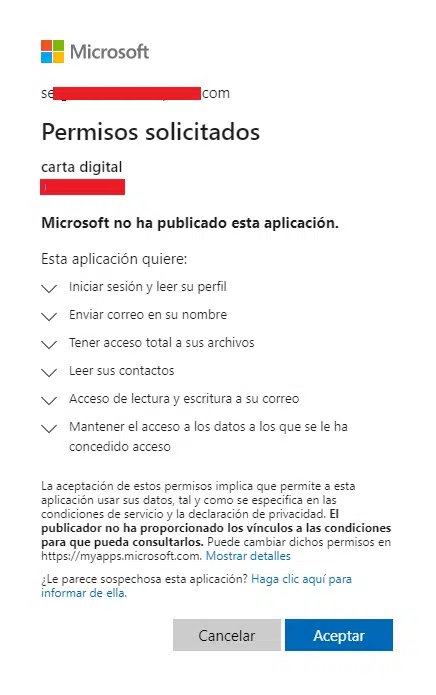 Microsoft
se com
Permisos solicitados
carta digital
Microsoft no ha publicado esta aplicación.
Esta aplicación quiere:
Iniciar sesión y leer su perfil
Enviar correo en su nombre
Tener acceso total a sus archivos
Leer sus contactos
Acceso de lectura y escritura a su correo
Mantener el acceso a los datos a los que se le ha
concedido acceso
La aceptación de estos permisos implica que permite a esta
aplicación usar sus datos, tal y como se especifica en las
condiciones de servicio y la declaración de privacidad. El
publicador no ha proporcionado los vínculos a las condiciones
para que pueda consultarlos. Puede cambiar dichos permisos en
https://myapps.microsoft.com. Mostrar detalles
¿Le parece sospechosa esta aplicación? Haga clic aquí para
informar de ella.
Cancelar Aceptar